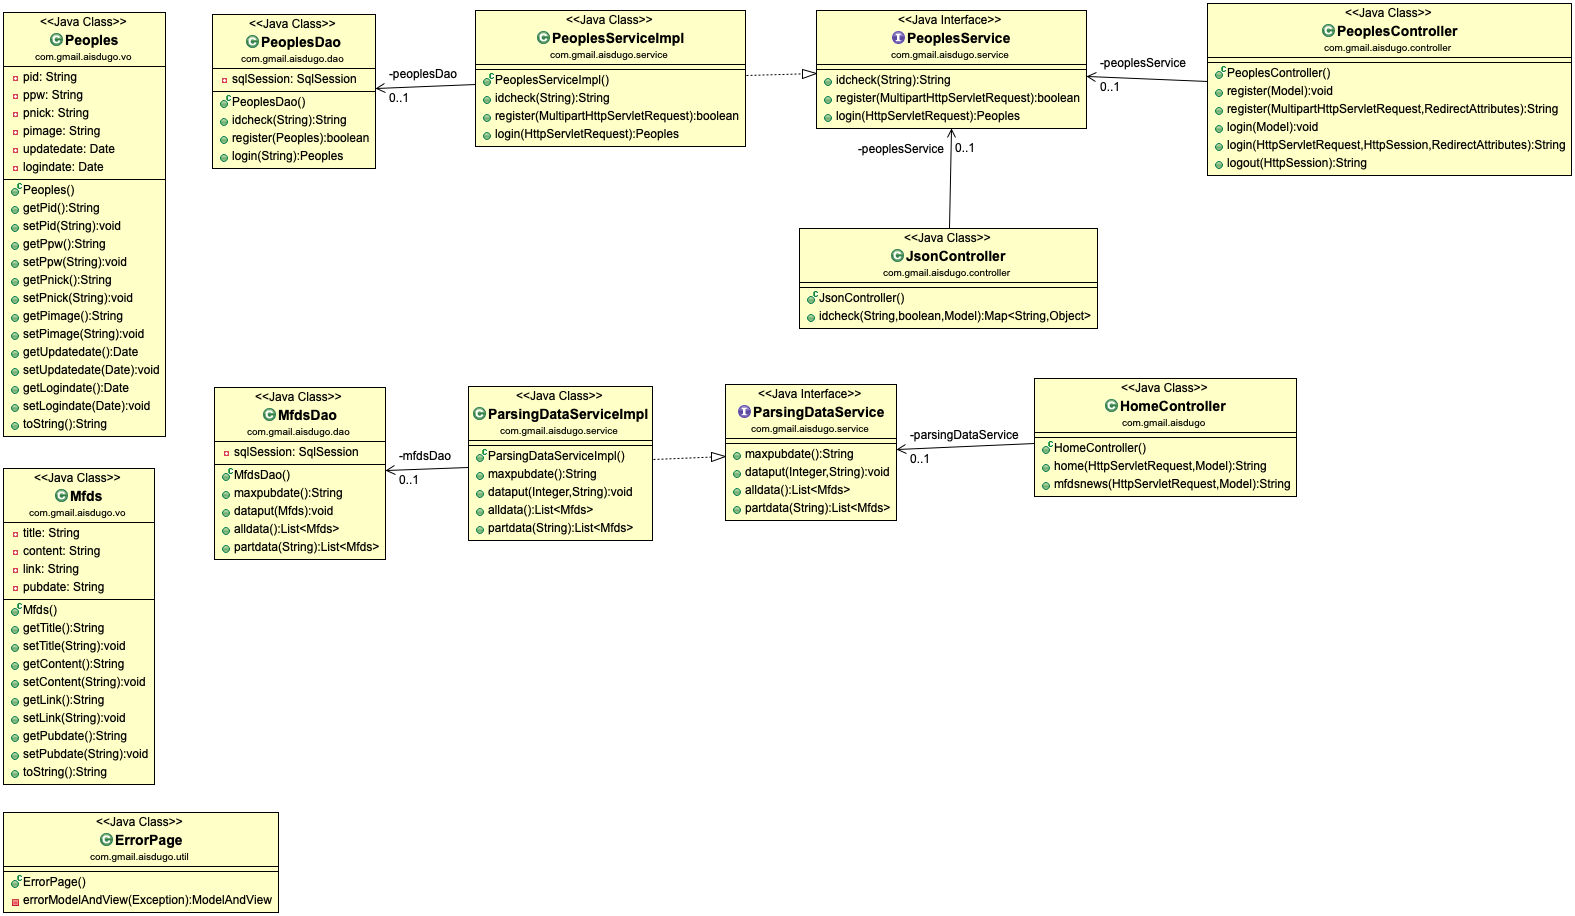 <<Java Class>>
Peoples
com.gmail.aisdugo.vo
pid: String
ppw: String
pnick: String
pimage: String
updatedate: Date
logindate: Date
Peoples()
getPid():String
setPid(String):void
getPpw():String
setPpw(String):void
getPnick():String
setPnick(String):void
getPimage():String
setPimage(String):void
getUpdatedate():Date
setUpdatedate(Date):void
getLogindate():Date
setLogindate(Date):void
toString():String
<<Java Class>>
PeoplesDao
com.gmail.aisdugo.dao
sqlSession: SqlSession
PeoplesDao()
idcheck(String):String
register(Peoples):boolean
login(String):Peoples
-peoplesDao
0..1
<<Java Class>>
PeoplesServiceImpl
com.gmail.aisdugo.service
PeoplesServiceImpl()
idcheck(String):String
register(MultipartHttpServletRequest):boolean
login(HttpServletRequest):Peoples
<<Java Interface>>
PeoplesService
com.gmail.aisdugo.service
idcheck(String):String
register(MultipartHttpServletRequest):boolean
login(HttpServletRequest):Peoples
-peoplesService
0..1
<<Java Class>>
PeoplesController
com.gmail.aisdugo.controller
PeoplesController()
register(Model):void
register(MultipartHttpServletRequest,RedirectAttributes):String
login(Model):void
login(HttpServletRequest,HttpSession,RedirectAttributes):String
logout(HttpSession):String
-peoplesService
0..1
<<Java Class>>
JsonController
com.gmail.aisdugo.controller
JsonController()
idcheck(String,boolean,Model):Map<String,Object>
<<Java Class>>
MfdsDao
com.gmail.aisdugo.dao
sqlSession: SqlSession
MfdsDao()
maxpubdate():String
dataput(Mfds):void
alldata():List<Mfds>
partdata(String):List<Mfds>
-mfdsDao
0..1
<<Java Class>>
ParsingDataServiceImpl
com.gmail.aisdugo.service
ParsingDataServiceImpl()
maxpubdate():String
dataput(Integer,String):void
alldata():List<Mfds>
partdata(String):List<Mfds>
<<Java Interface>>
ParsingDataService
com.gmail.aisdugo.service
maxpubdate():String
dataput(Integer,String):void
alldata():List<Mfds>
partdata(String):List<Mfds>
-parsingDataService
0..1
<<Java Class>>
HomeController
com.gmail.aisdugo
HomeController()
home(HttpServletRequest,Model):String
mfdsnews(HttpServletRequest,Model):String
<<Java Class>>
Mfds
com.gmail.aisdugo.vo
title: String
content: String
link: String
pubdate: String
Mfds()
getTitle():String
setTitle(String):void
getContent():String
setContent(String):void
getLink():String
setLink(String):void
getPubdate():String
setPubdate(String):void
toString():String
<<Java Class>>
ErrorPage
com.gmail.aisdugo.util
ErrorPage()
errorModelAndView(Exception):ModelAndView